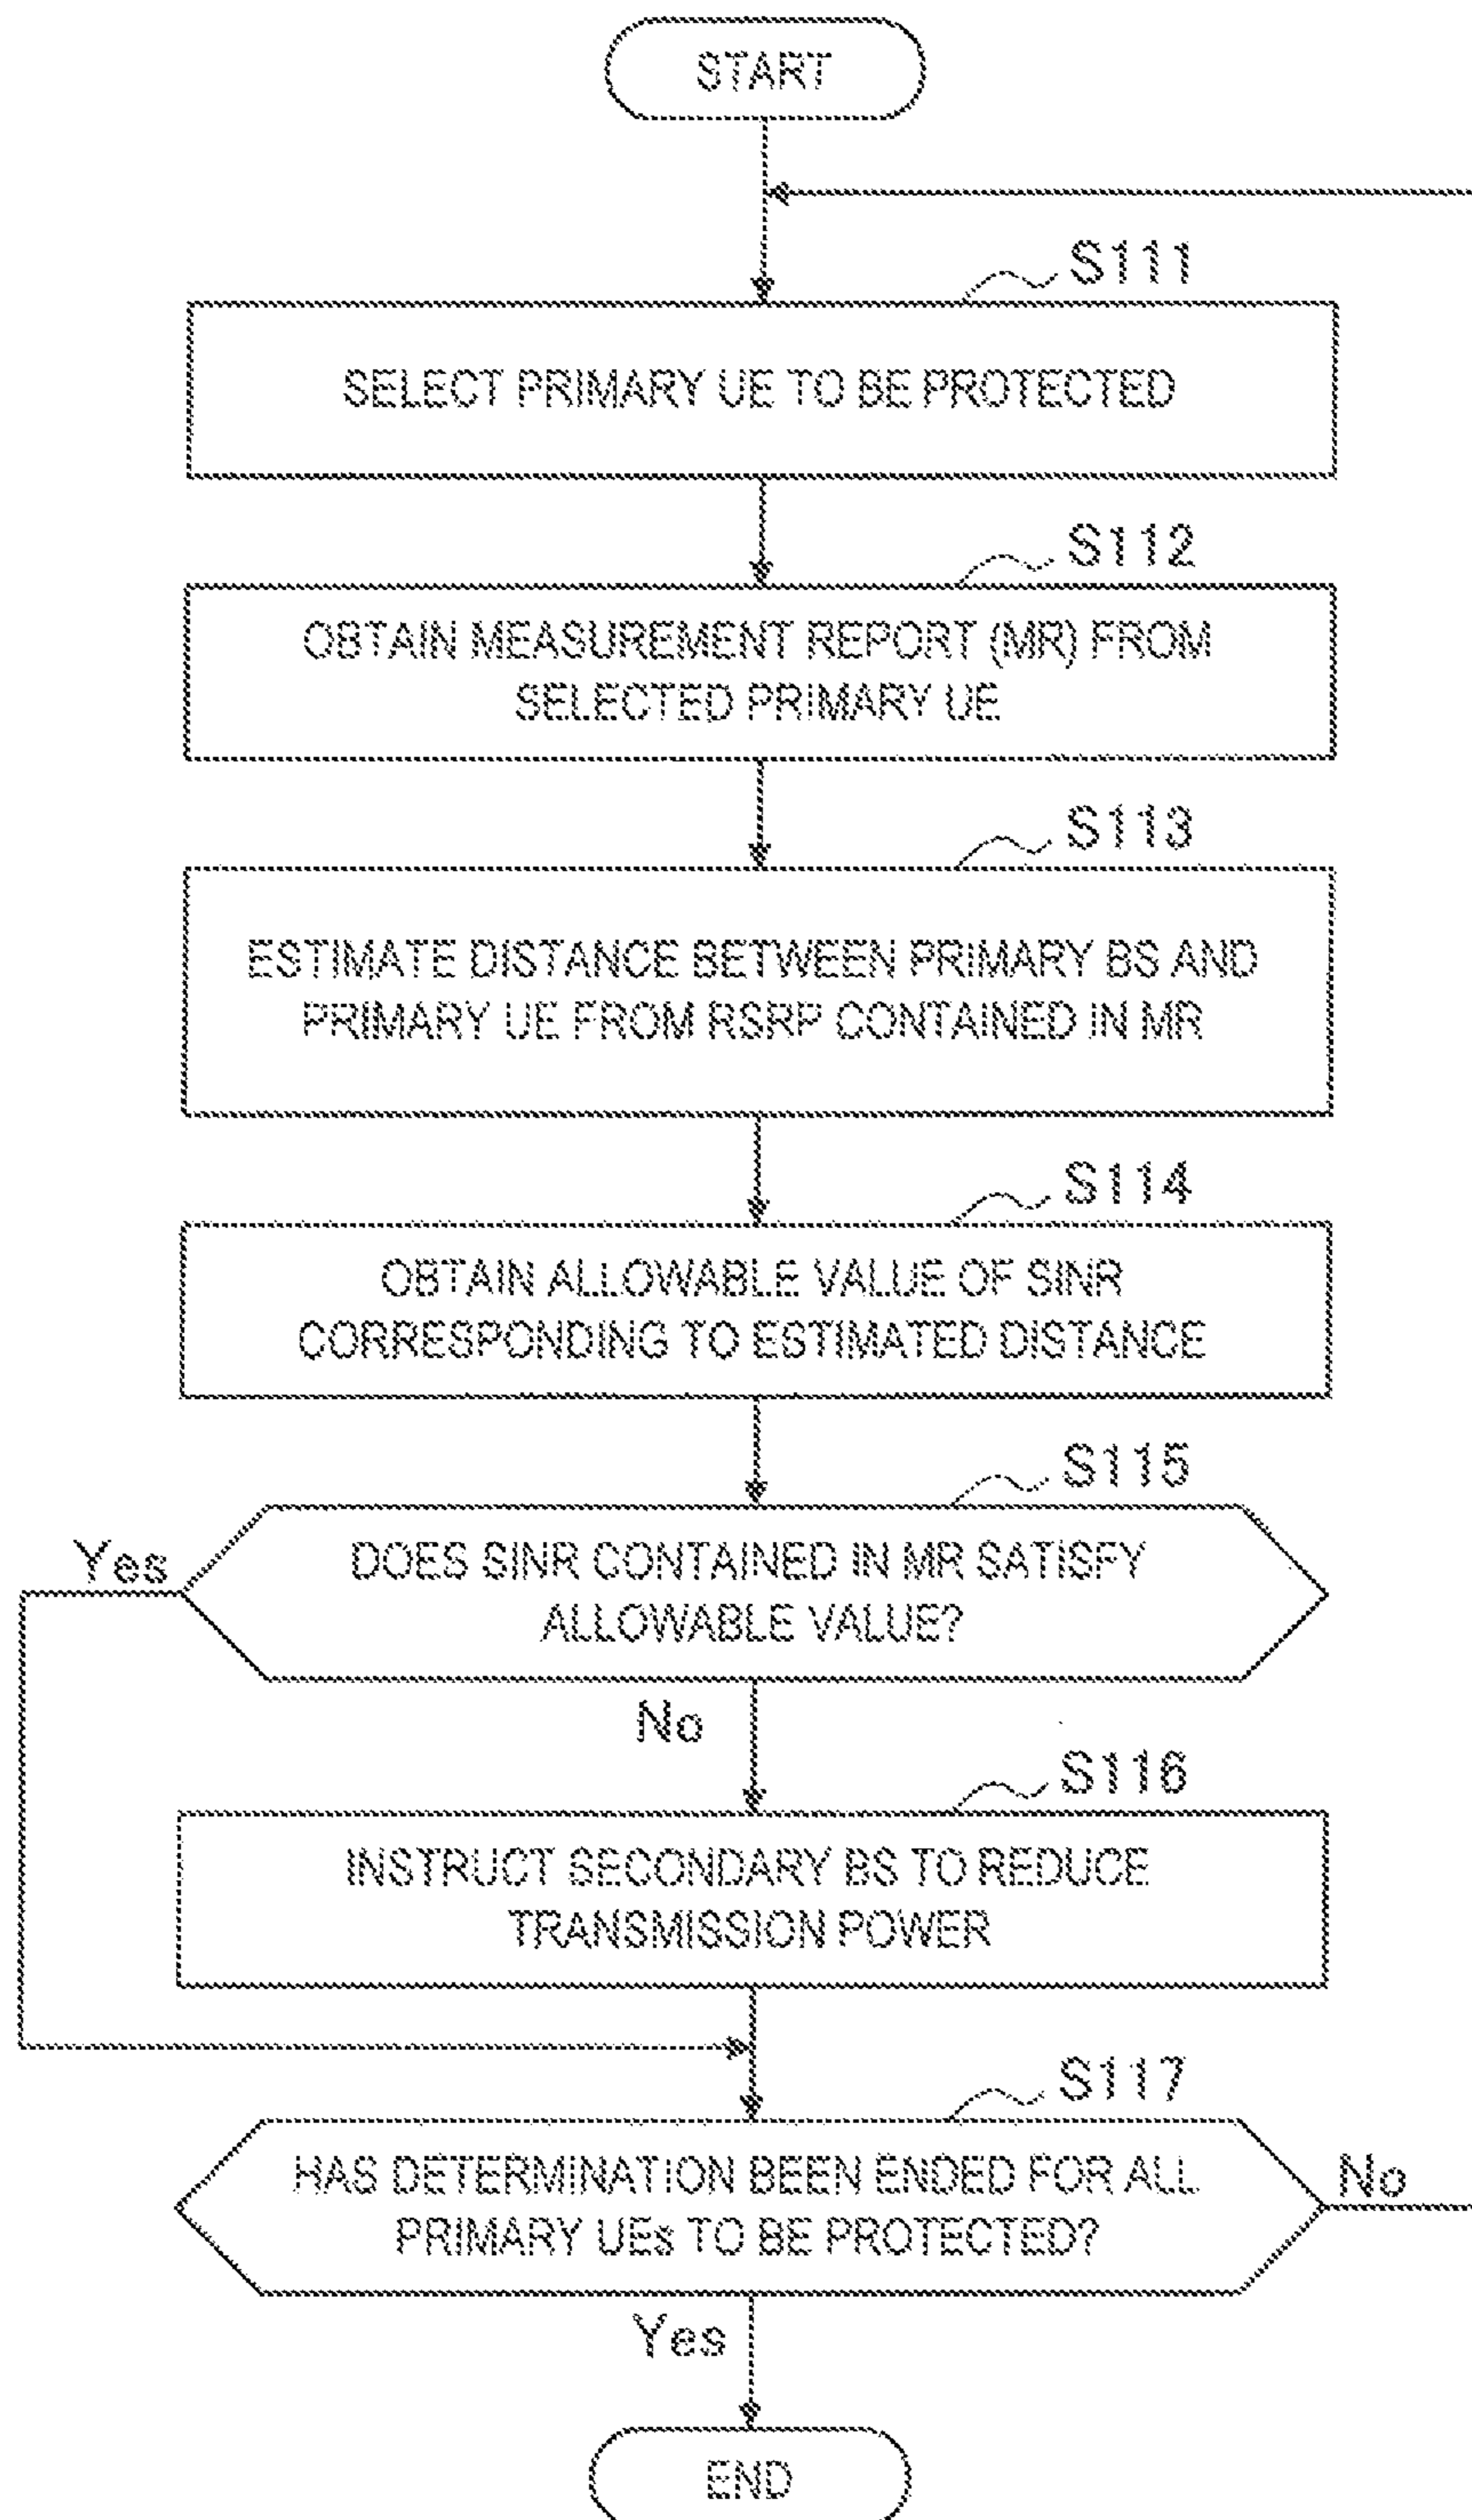 START
S111
SELECT PRIMARY UE TO BE PROTECTED
S112
OBTAIN MEASUREMENT REPORT (MR) FROM
SELECTED PRIMARY UE
S113
ESTIMATE DISTANCE BETWEEN PRIMARY BS AND
PRIMARY UE FROM RSRP CONTAINED IN MR
S114
OBTAIN ALLOWABLE VALUE OF SINR
CORRESPONDING TO ESTIMATED DISTANCE
S115
Yes
DOES SINR CONTAINED IN MR SATISFY
ALLOWABLE VALUE?
No
S116
INSTRUCT SECONDARY BS TO REDUCE
TRANSMISSION POWER
S117
HAS DETERMINATION BEEN ENDED FOR ALL
PRIMARY UEs TO BE PROTECTED?
No
Yes
END